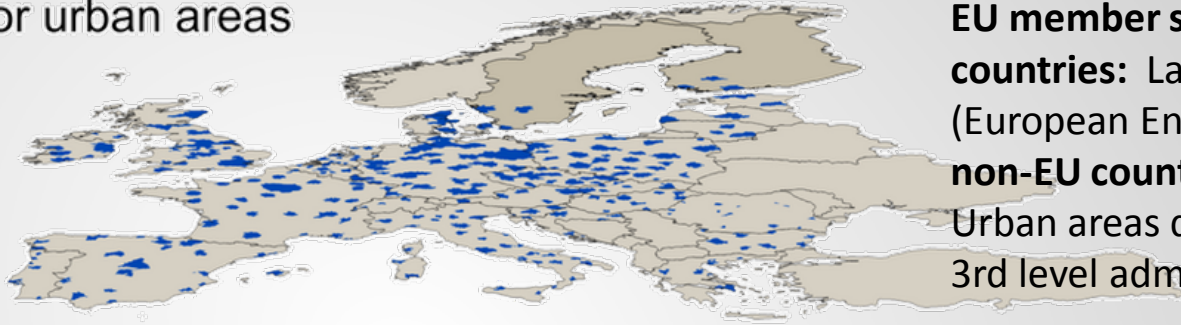 or urban areas
EU member s
countries: La
(European En
non-EU count
Urban areas o
3rd level adm